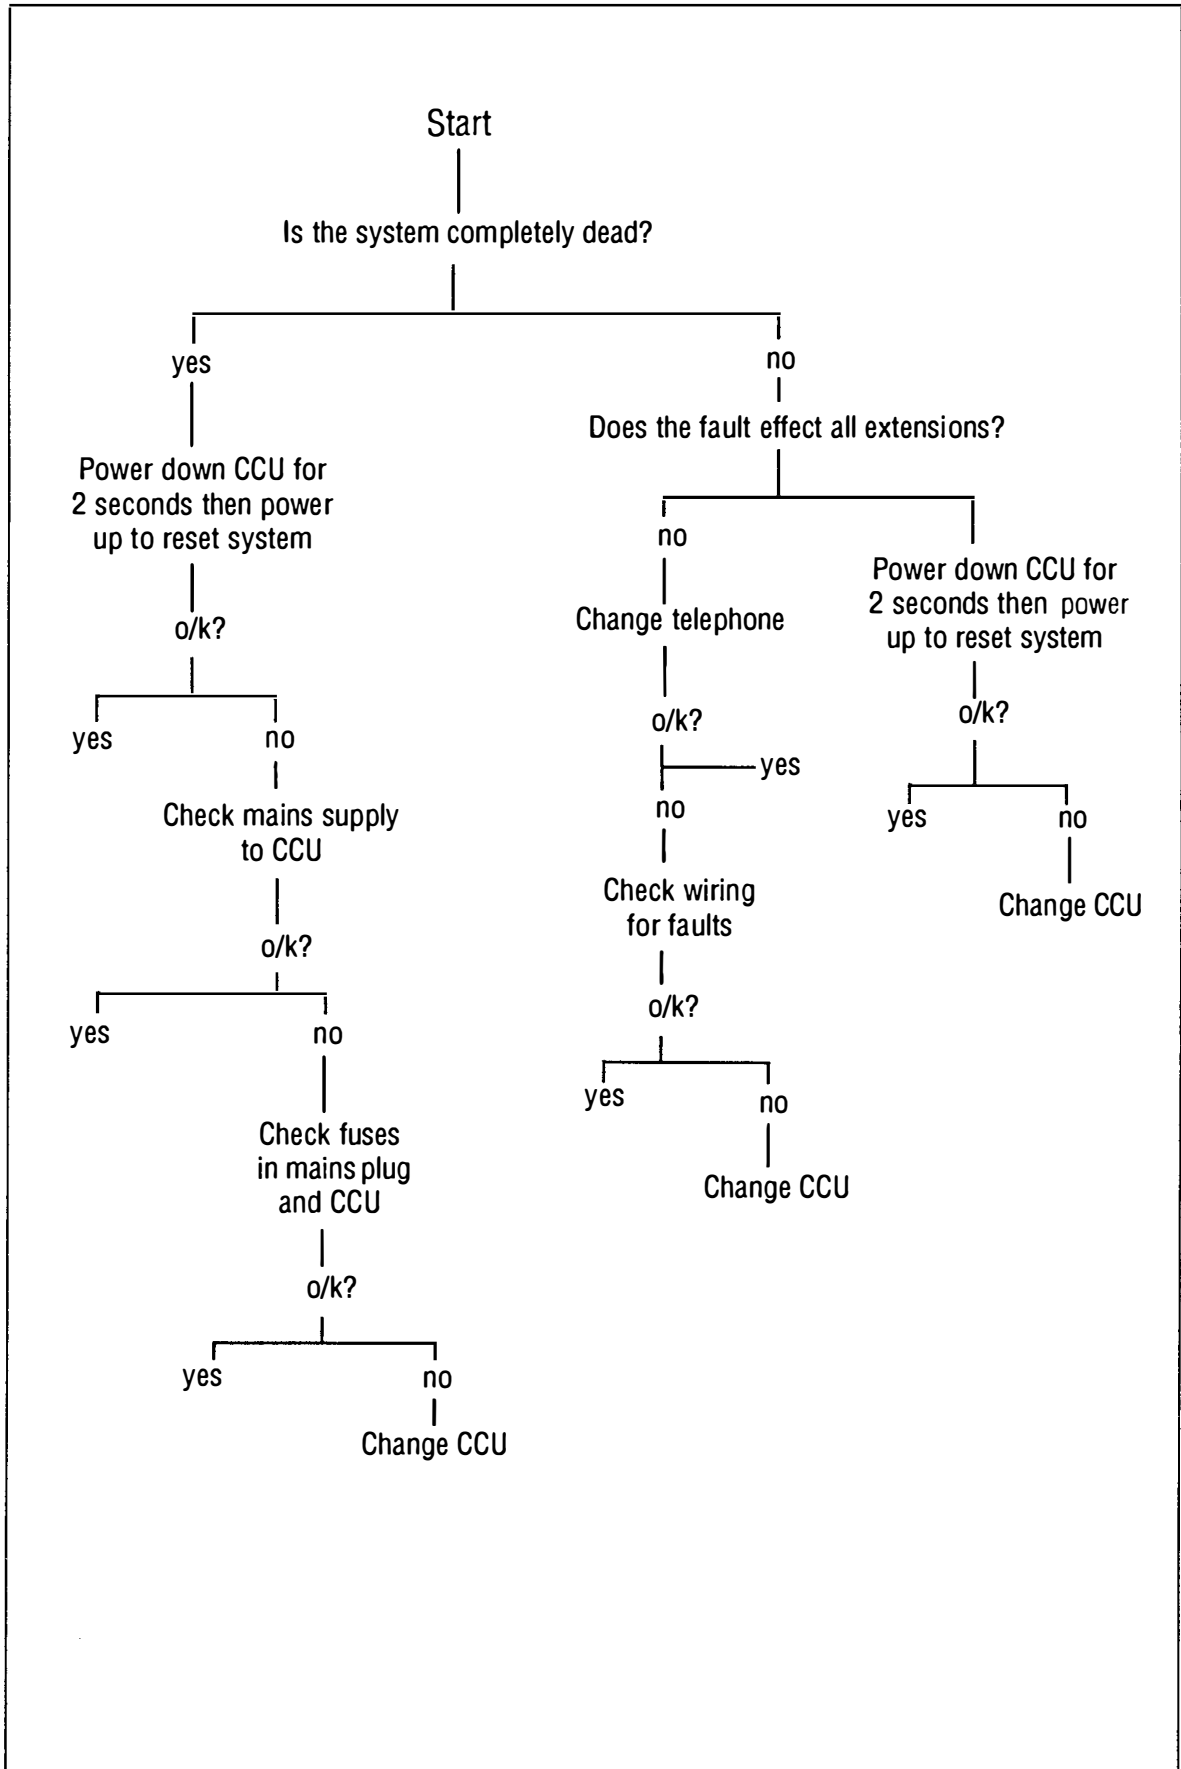 Start
Is the system completely dead?
yes
no
Does the fault effect all extensions?
Power down CCU for
2 seconds then power
up to reset system
o/k?
yes
no
Check mains supply
to CCU
o/k?
yes
no
Check fuses
in mains plug
and CCU
o/k?
yes
no
Change CCU
no
Change telephone
o/k?
yes
no
Check wiring
for faults
o/k?
yes
no
Change CCU
Power down CCU for
2 seconds then power
up to reset system
o/k?
yes
no
Change CCU